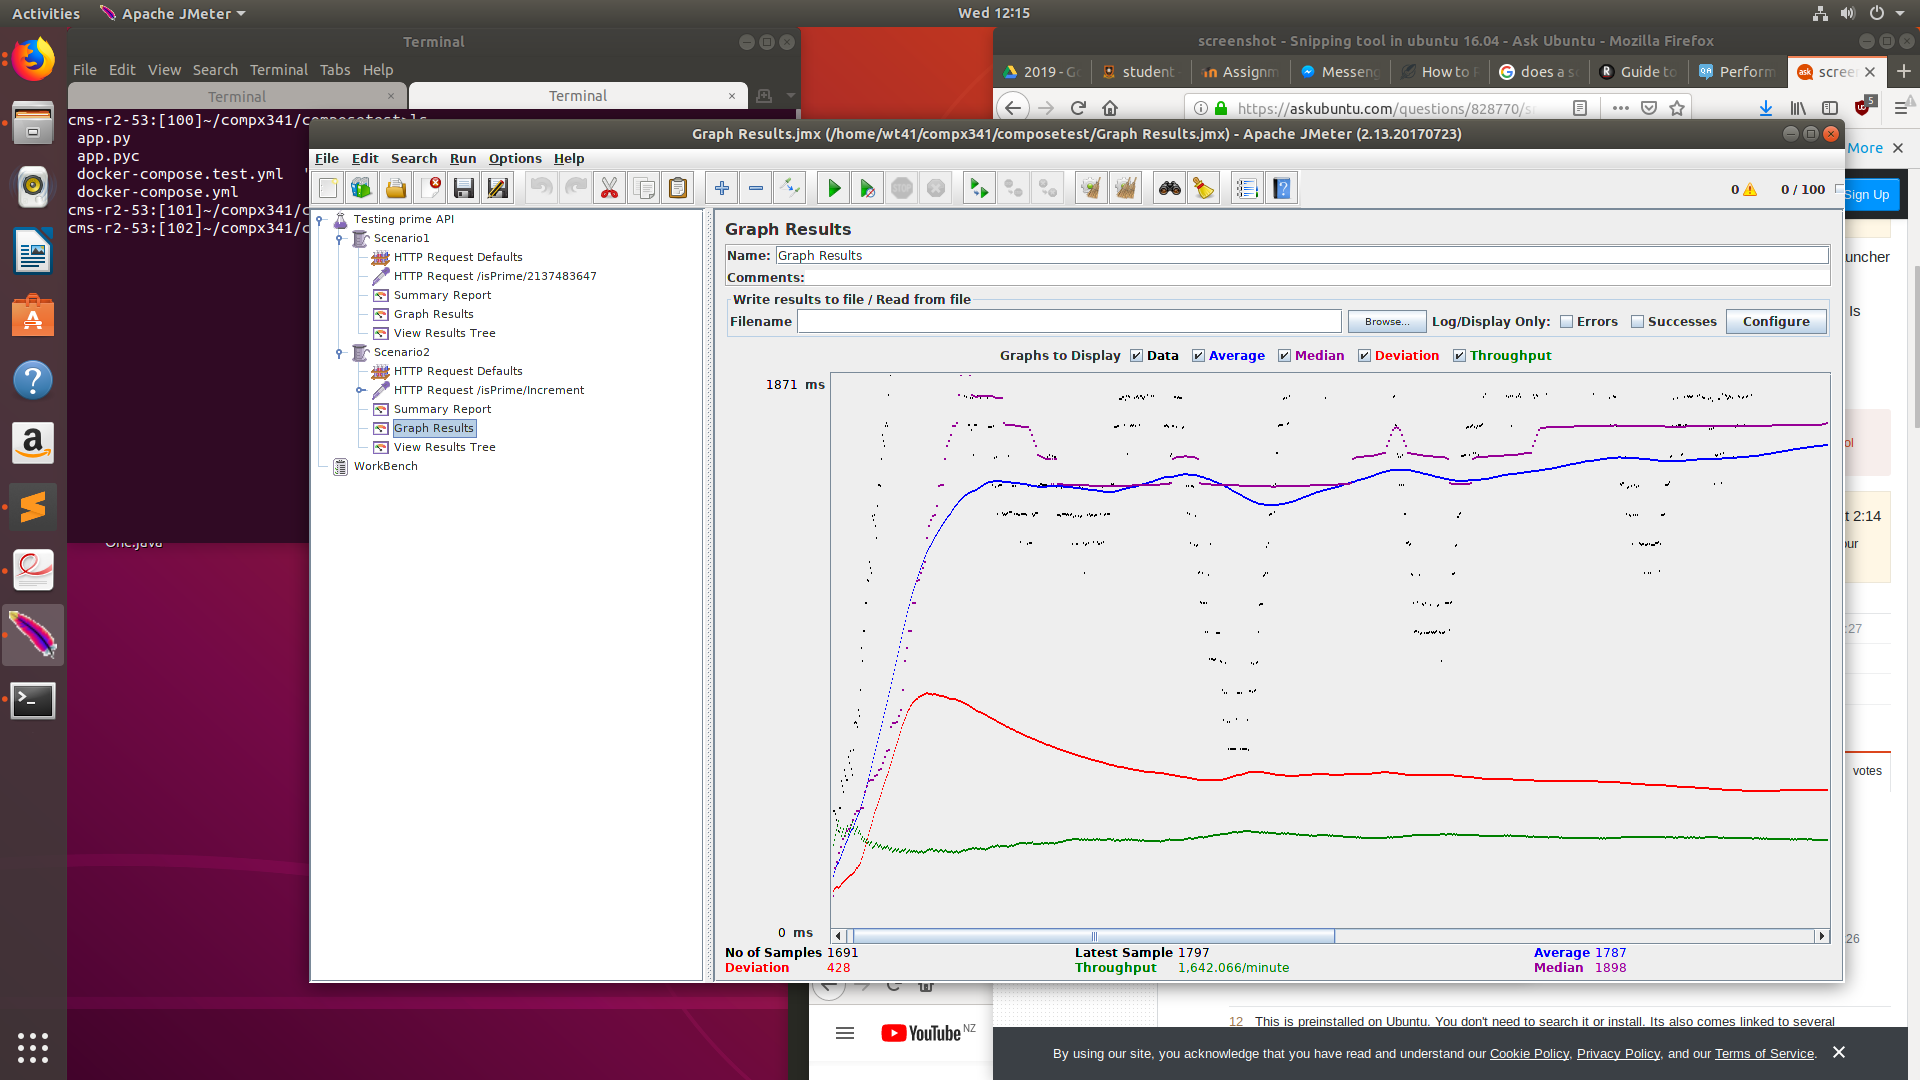 Activities
Apache JMeter
Wed 12:15
Terminal
File Edit View Search Terminal Tabs Help
Terminal ×
Terminal ×
cms-r2-53:[100]~/compx341/composetest>ls
app.py
app.pyc
docker-compose.test.yml
docker-compose.yml
cms-r2-53:[101]~/compx341/c
cms-r2-53:[102]~/compx341/c
One.java
screenshot - Snipping tool in ubuntu 16.04 - Ask Ubuntu - Mozilla Firefox
2019 - G
student
Assignm
Messeng
How to
does a s
Guide to
Perform
scree
https://askubuntu.com/questions/828770/s
5
More
Sign Up
uncher
Is
ol
t 2:14
our
:27
votes
26
Graph Results.jmx (/home/wt41/compx341/composetest/Graph Results.jmx) - Apache JMeter (2.13.20170723)
File Edit Search Run Options Help
0
0 / 100
Testing prime API
Scenario1
HTTP Request Defaults
HTTP Request /isPrime/2137483647
Summary Report
Graph Results
View Results Tree
Scenario2
HTTP Request Defaults
HTTP Request /isPrime/Increment
Summary Report
Graph Results
View Results Tree
WorkBench
Graph Results
Name: Graph Results
Comments:
Write results to file / Read from file
Filename Browse... Log/Display Only: Errors Successes Configure
Graphs to Display Data Average Median Deviation Throughput
1871 ms
0 ms
No of Samples 1691 Latest Sample 1797 Average 1787
Deviation 428 Throughput 1,642.066/minute Median 1898
YouTube NZ
12 This is preinstalled on Ubuntu. You don't need to search it or install. Its also comes linked to several
By using our site, you acknowledge that you have read and understand our Cookie Policy, Privacy Policy, and our Terms of Service.